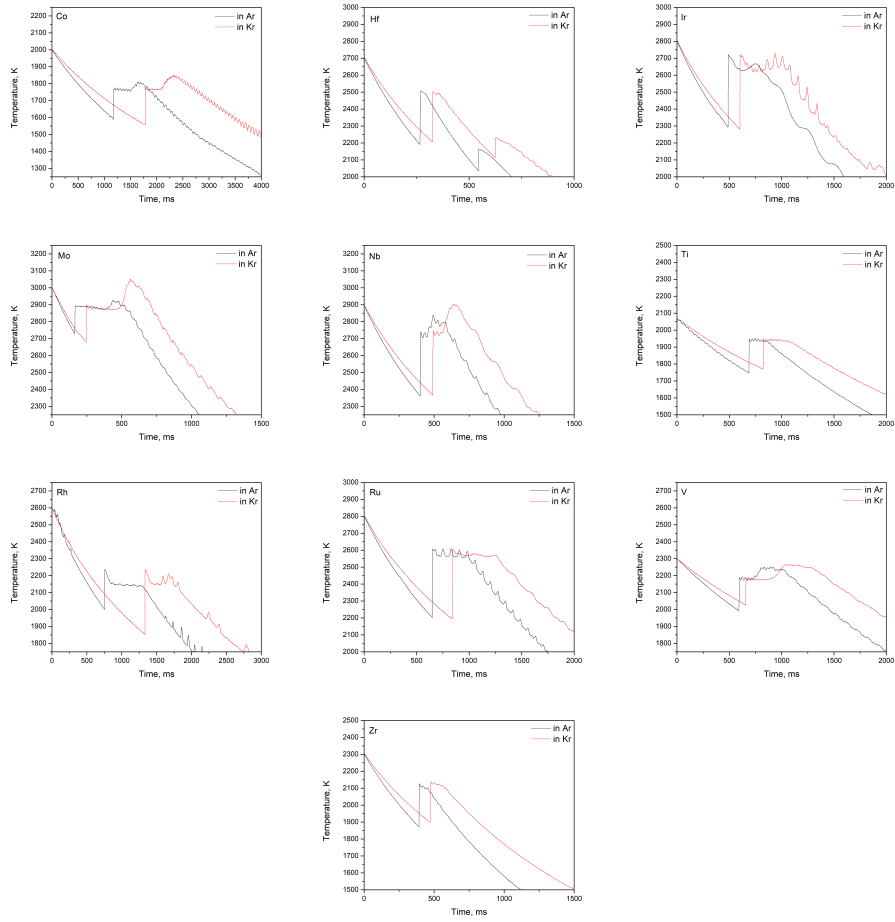 Co
in Ar
in Kr
Temperature, K
2200
2100
2000
1900
1800
1700
1600
1500
1400
1300
0 500 1000 1500 2000 2500 3000 3500 4000
Time, ms
Hf
in Ar
in Kr
Temperature, K
3000
2900
2800
2700
2600
2500
2400
2300
2200
2100
2000
0 500 1000
Time, ms
Ir
in Ar
in Kr
Temperature, K
3000
2900
2800
2700
2600
2500
2400
2300
2200
2100
2000
0 500 1000 1500 2000
Time, ms
Mo
in Ar
in Kr
Temperature, K
3200
3100
3000
2900
2800
2700
2600
2500
2400
2300
0 500 1000 1500
Time, ms
Nb
in Ar
in Kr
Temperature, K
3200
3100
3000
2900
2800
2700
2600
2500
2400
2300
0 500 1000 1500
Time, ms
Ti
in Ar
in Kr
Temperature, K
2500
2400
2300
2200
2100
2000
1900
1800
1700
1600
1500
0 500 1000 1500 2000
Time, ms
Rh
in Ar
in Kr
Temperature, K
2700
2600
2500
2400
2300
2200
2100
2000
1900
1800
0 500 1000 1500 2000 2500 3000
Time, ms
Ru
in Ar
in Kr
Temperature, K
3000
2900
2800
2700
2600
2500
2400
2300
2200
2100
2000
0 500 1000 1500 2000
Time, ms
V
in Ar
in Kr
Temperature, K
2700
2600
2500
2400
2300
2200
2100
2000
1900
1800
0 500 1000 1500 2000
Time, ms
Zr
in Ar
in Kr
Temperature, K
2500
2400
2300
2200
2100
2000
1900
1800
1700
1600
1500
0 500 1000 1500
Time, ms